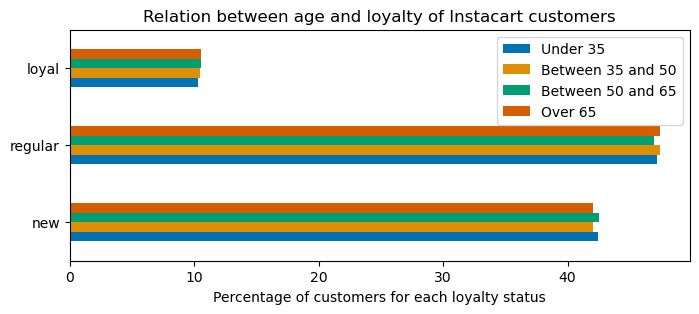 Relation between age and loyalty of Instacart customers
Under 35
Between 35 and 50
Between 50 and 65
Over 65
loyal
regular
new
0 10 20 30 40
Percentage of customers for each loyalty status